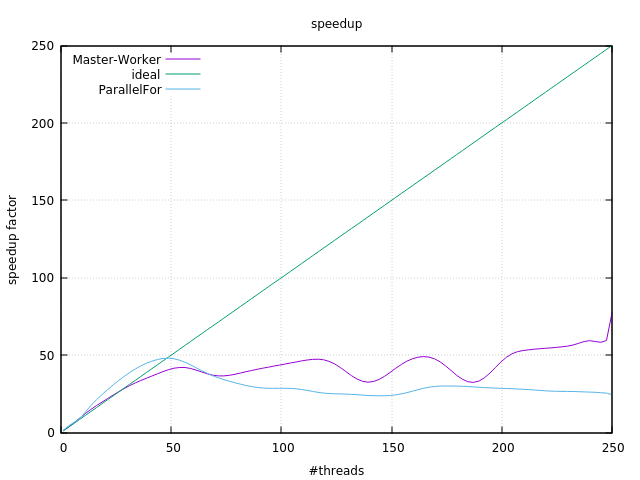 speedup
Master-Worker
ideal
ParallelFor
250
200
150
100
50
0
speedup factor
0 50 100 150 200 250
#threads